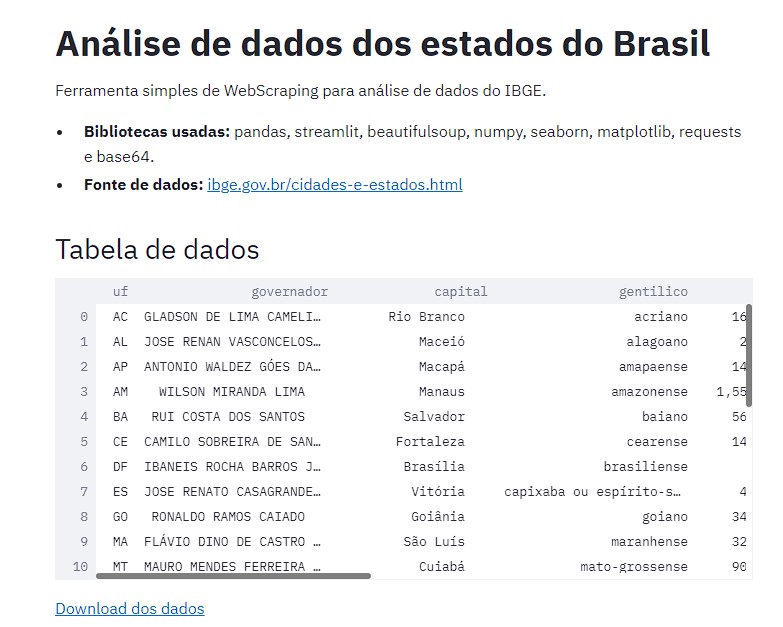 Análise de dados dos estados do Brasil
Ferramenta simples de WebScraping para análise de dados do IBGE.
• Bibliotecas usadas: pandas, streamlit, beautifulsoup, numpy, seaborn, matplotlib, requests
e base64.
• Fonte de dados: ibge.gov.br/cidades-e-estados.html
Tabela de dados
uf governador capital gentilico
0 AC GLADSON DE LIMA CAMELI… Rio Branco acriano 16
1 AL JOSE RENAN VASCONCELOS… Maceió alagoano 2
2 AP ANTONIO WALDEZ GÓES DA… Macapá amapaense 14
3 AM WILSON MIRANDA LIMA Manaus amazonense 1,55
4 BA RUI COSTA DOS SANTOS Salvador baiano 56
5 CE CAMILO SOBREIRA DE SAN… Fortaleza cearense 14
6 DF IBANEIS ROCHA BARROS J… Brasília brasiliense
7 ES JOSE RENATO CASAGRANDE… Vitória capixaba ou espírito-s… 4
8 GO RONALDO RAMOS CAIADO Goiânia goiano 34
9 MA FLÁVIO DINO DE CASTRO … São Luís maranhense 32
10 MT MAURO MENDES FERREIRA … Cuiabá mato-grossense 90
Download dos dados